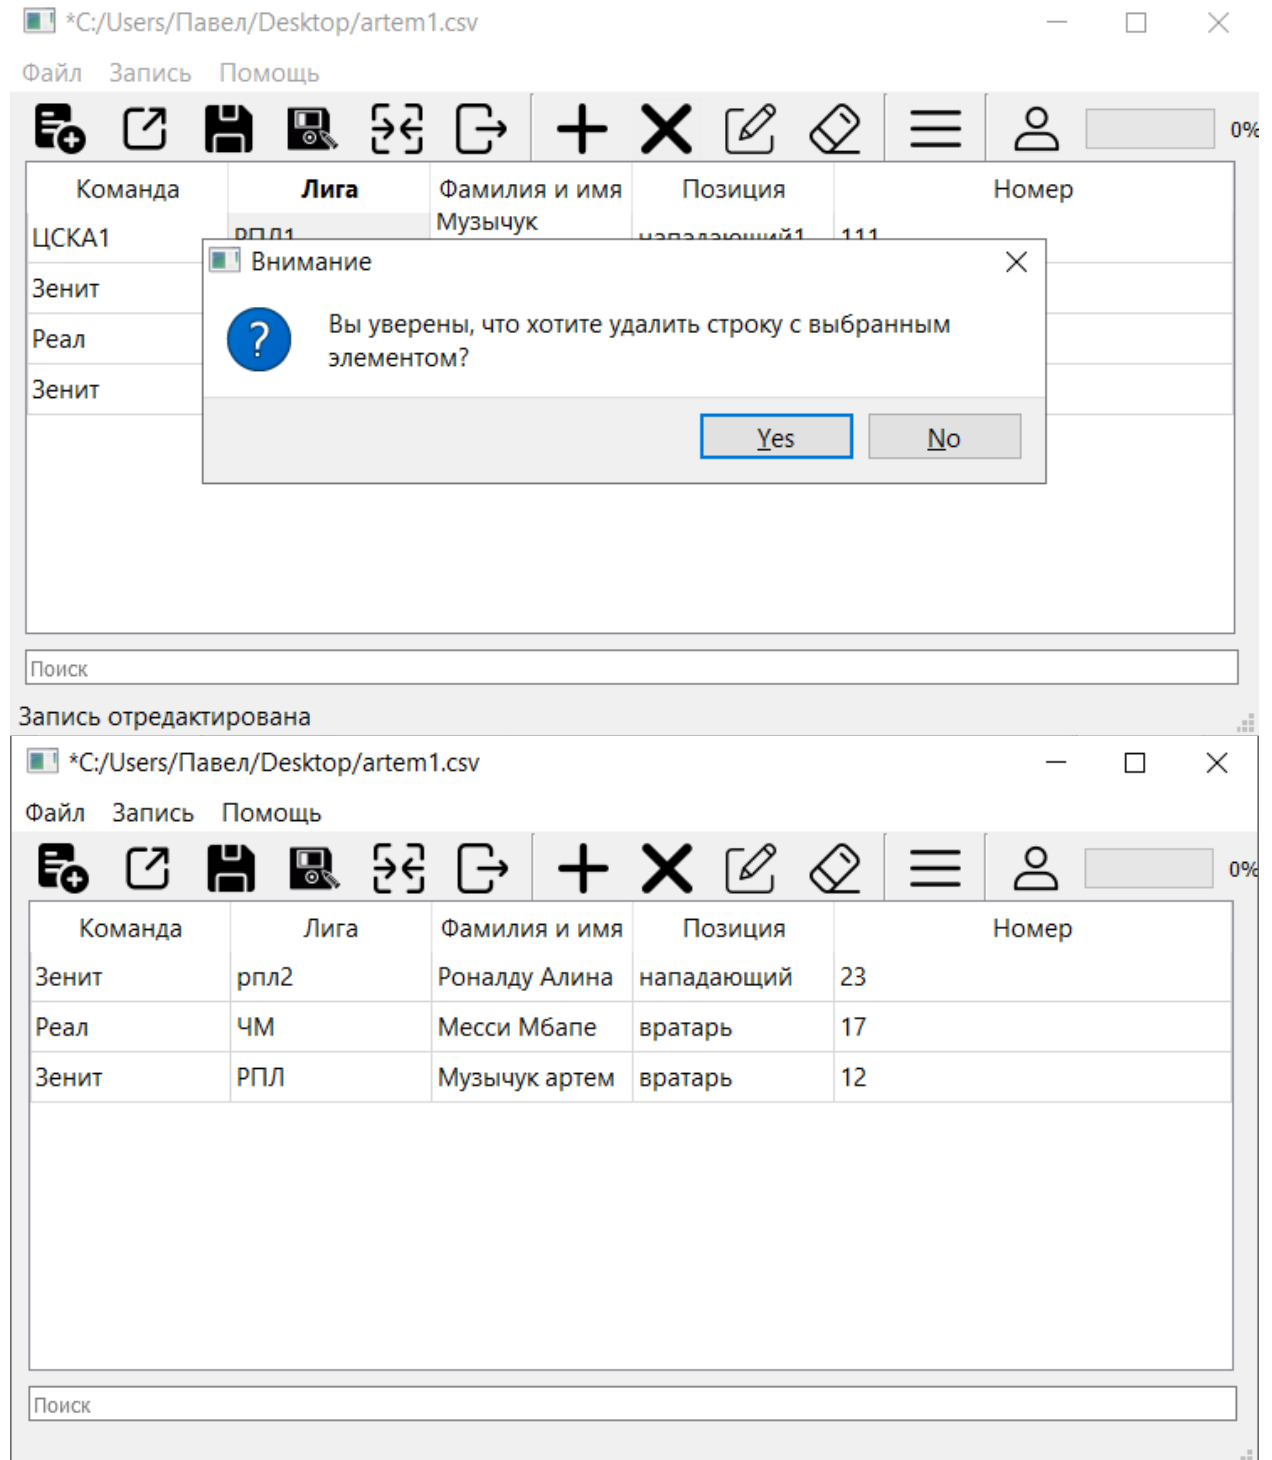 *C:/Users/Павел/Desktop/artem1.csv
Файл Запись Помощь
0%
Команда Лига Фамилия и имя Позиция Номер
ЦСКА1 РПЛ1 Музычук нападающий1 111
Зенит
Реал
Зенит
Внимание
Вы уверены, что хотите удалить строку с выбранным
элементом?
Yes No
Поиск
Запись отредактирована
*C:/Users/Павел/Desktop/artem1.csv
Файл Запись Помощь
0%
Команда Лига Фамилия и имя Позиция Номер
Зенит рпл2 Роналду Алина нападающий 23
Реал ЧМ Месси Мбапе вратарь 17
Зенит РПЛ Музычук артем вратарь 12
Поиск